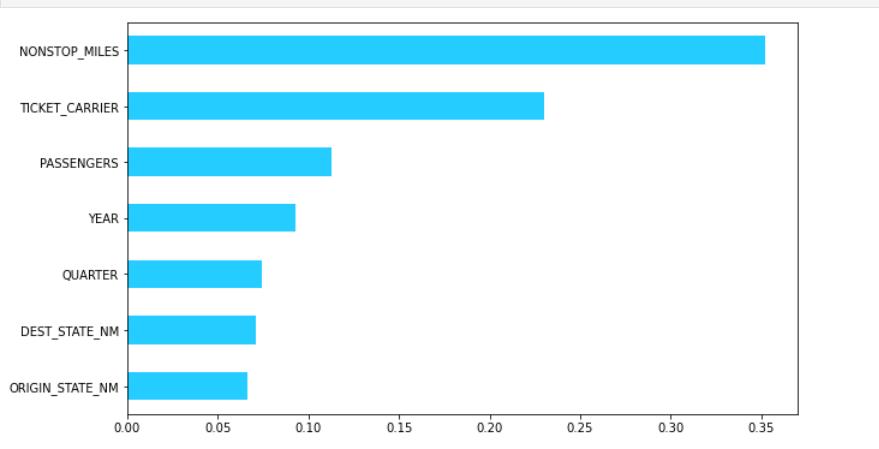 NONSTOP_MILES
TICKET_CARRIER
PASSENGERS
YEAR
QUARTER
DEST_STATE_NM
ORIGIN_STATE_NM
0.00 0.05 0.10 0.15 0.20 0.25 0.30 0.35